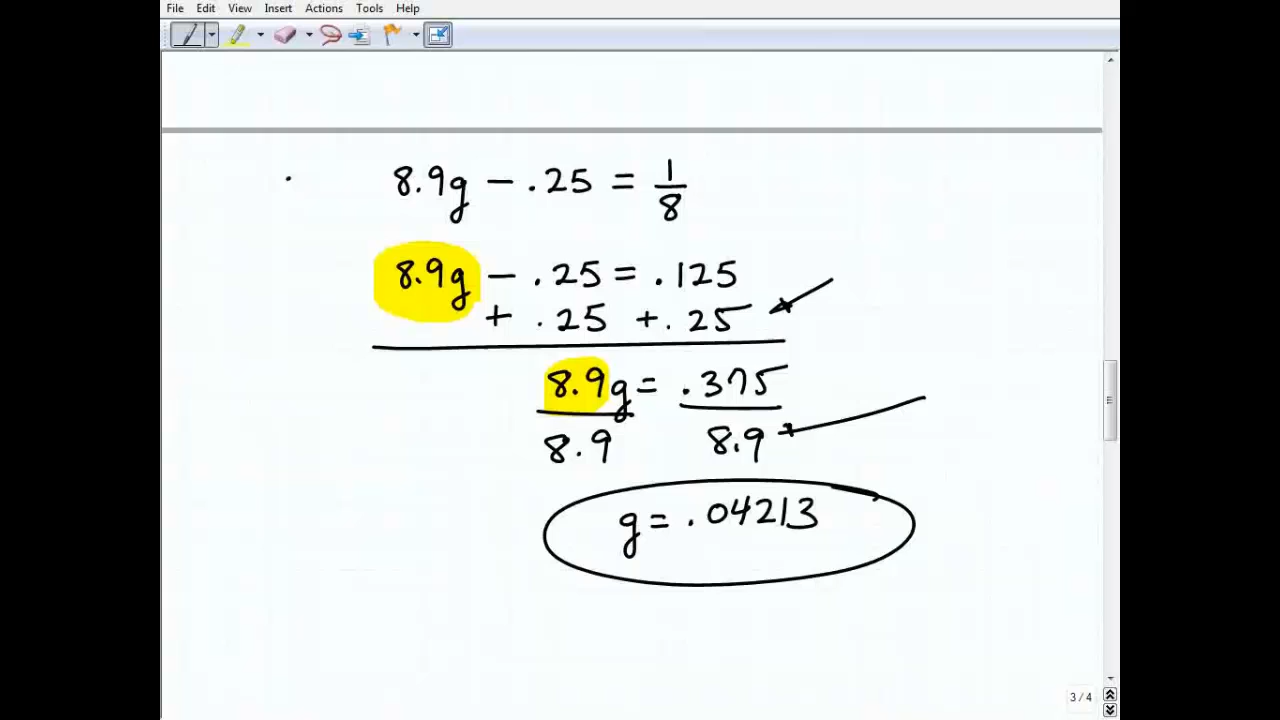 File Edit View Insert Actions Tools Help
8.9g - .25 = 1/8
8.9g - .25 = .125
+ .25 +.25
8.9g = .375
8.9 8.9
g = .04213
3 / 4